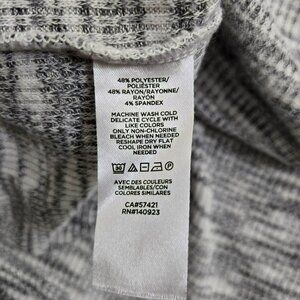 48% POLYESTER/
POLIÉSTER
48% RAYON/RAYONNE/
RAYÓN
4% SPANDEX
MACHINE WASH COLD
DELICATE CYCLE WITH
LIKE COLORS
ONLY NON-CHLORINE
BLEACH WHEN NEEDED
RESHAPE DRY FLAT
COOL IRON WHEN
NEEDED
AVEC DES COULEURS
SEMBLABLES/CON
COLORES SIMILARES
CA#57421
RN#140923